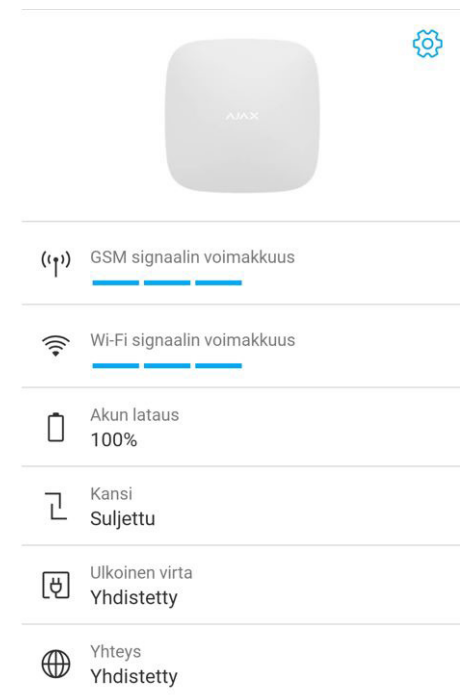 AJAX
GSM signaalin voimakkuus
Wi-Fi signaalin voimakkuus
Akun lataus
100%
Kansi
Suljettu
Ulkoinen virta
Yhdistetty
Yhteys
Yhdistetty